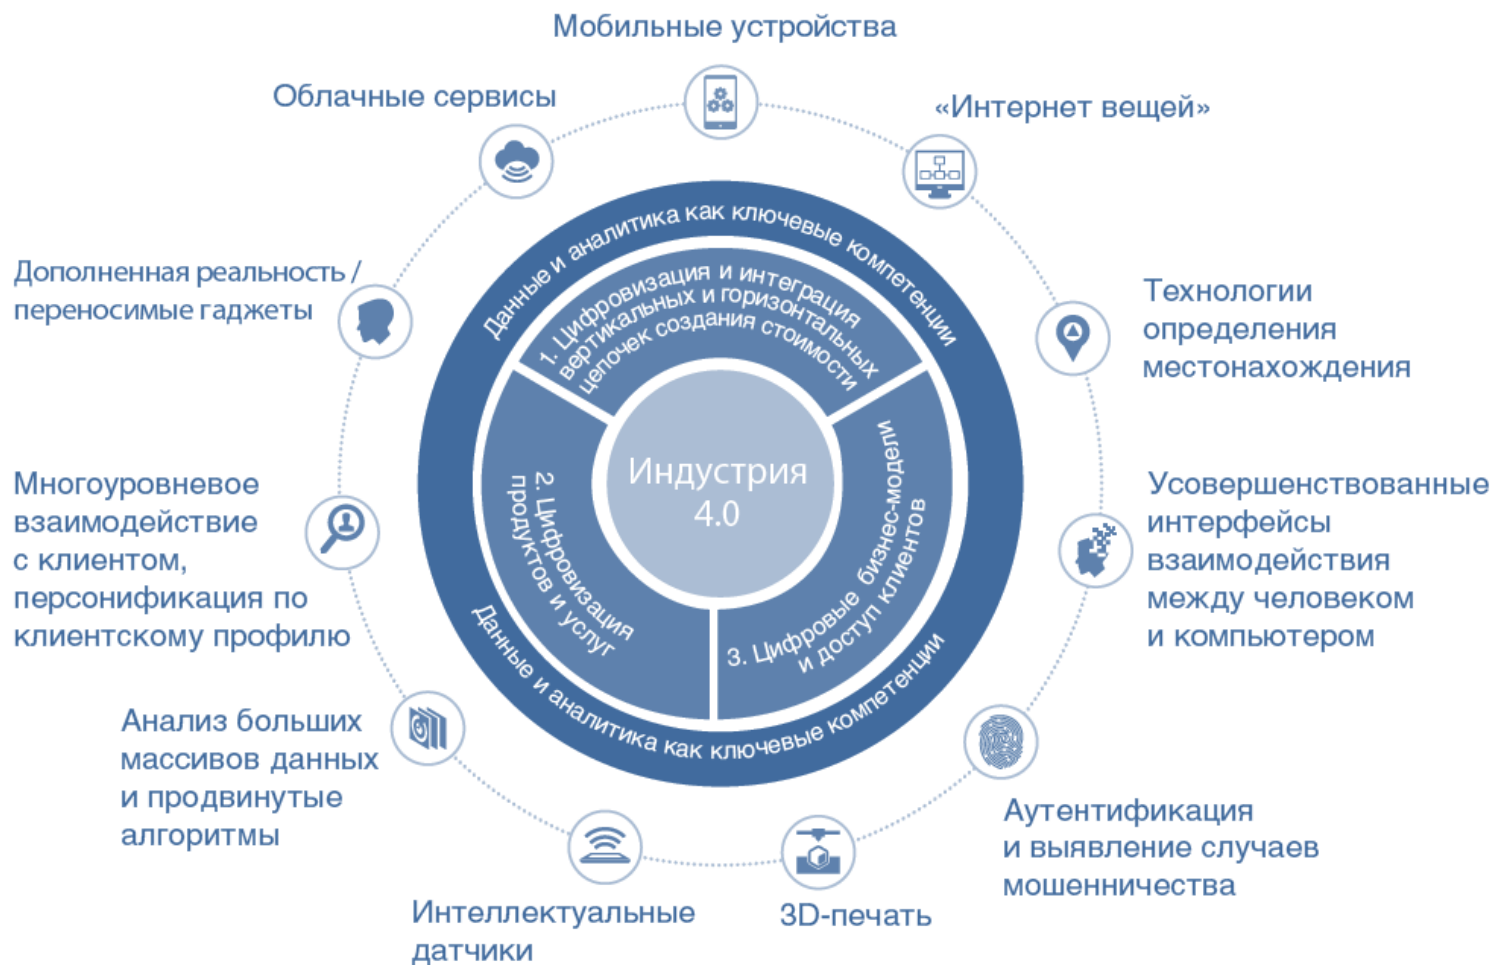 Мобильные устройства
Облачные сервисы
«Интернет вещей»
Дополненная реальность /
переносимые гаджеты
Технологии
определения
местонахождения
Многоуровневое
взаимодействие
с клиентом,
персонификация по
клиентскому профилю
Усовершенствованные
интерфейсы
взаимодействия
между человеком
и компьютером
Анализ больших
массивов данных
и продвинутые
алгоритмы
Аутентификация
и выявление случаев
мошенничества
Интеллектуальные
датчики
3D-печать
Данные и аналитика как ключевые компетенции
1. Цифровизация и интеграция
вертикальных и горизонтальных
цепочек создания стоимости
Индустрия
4.0
2. Цифровизация
продуктов и услуг
3. Цифровые бизнес-модели
и доступ клиентов
Данные и аналитика как ключевые компетенции